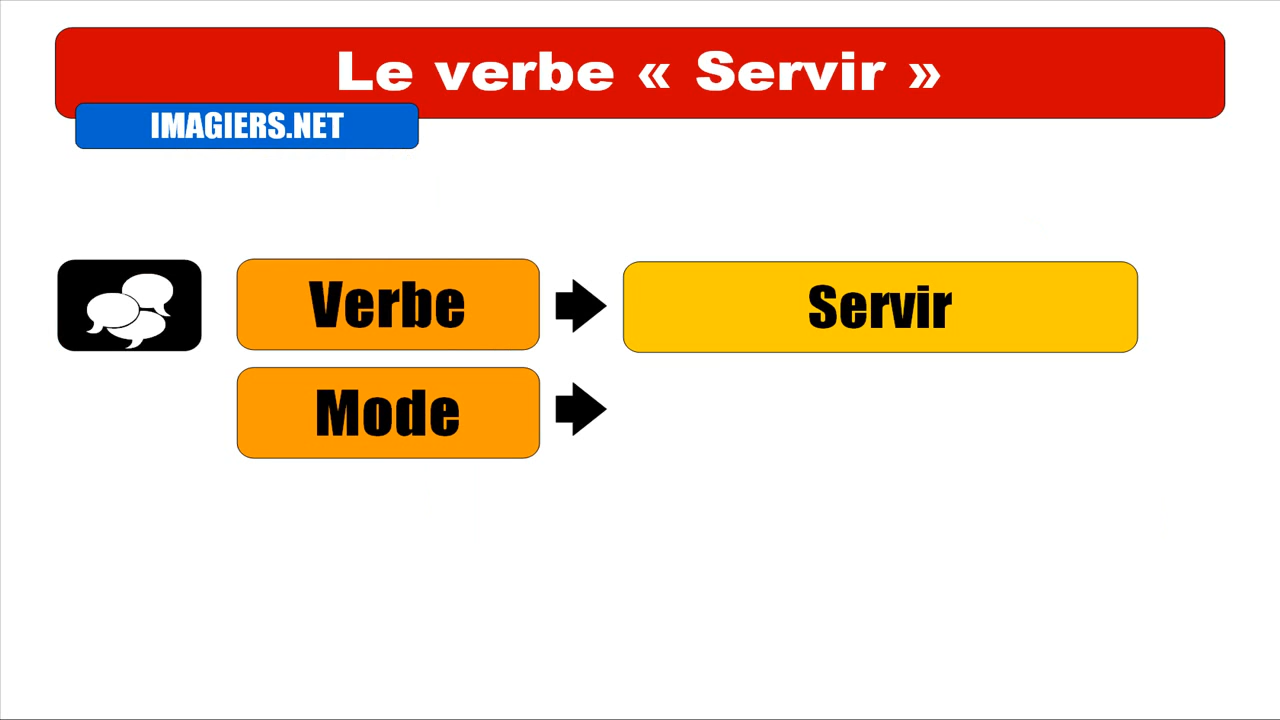 Le verbe « Servir »
IMAGIERS.NET
Verbe
Servir
Mode